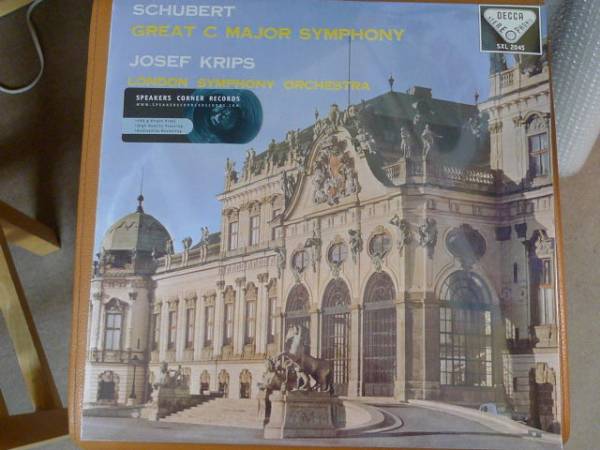 SCHUBERT
GREAT C MAJOR SYMPHONY
JOSEF KRIPS
LONDON SYMPHONY ORCHESTRA
DECCA
SXL 2045
SPEAKERS CORNER RECORDS